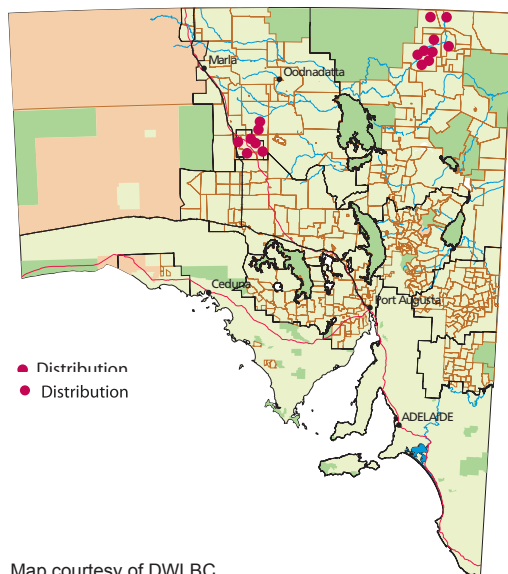 Marla
Oodnadatta
Ceduna
Port Augusta
Distribution
Distribution
ADELAIDE
Map courtesy of DWLBC